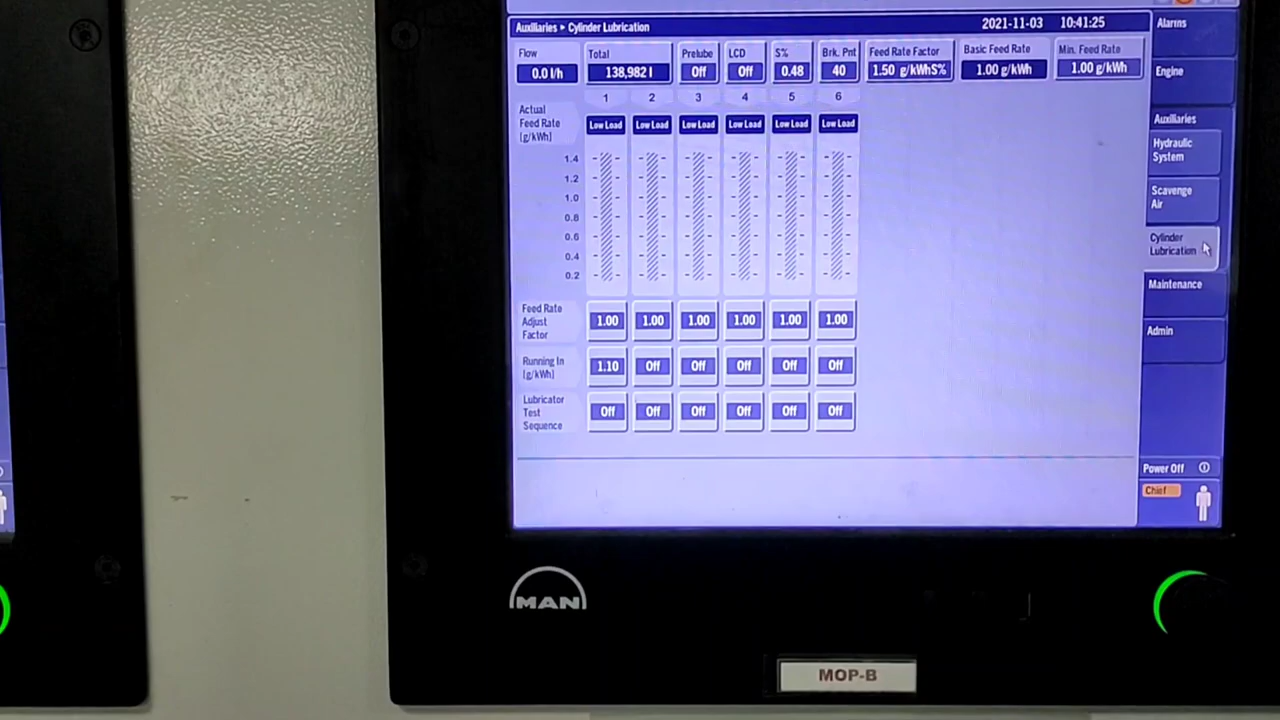 Auxiliaries ▸ Cylinder Lubrication 2021-11-03 10:41:25
Flow Total Prelube LCD S% Brk. Pnt Feed Rate Factor Basic Feed Rate Min. Feed Rate
0.0 l/h 138,982 l Off Off 0.48 40 1.50 g/kWhS% 1.00 g/kWh 1.00 g/kWh
1 2 3 4 5 6
Actual
Feed Rate
[g/kWh]
Low Load Low Load Low Load Low Load Low Load Low Load
1.4
1.2
1.0
0.8
0.6
0.4
0.2
Feed Rate
Adjust
Factor
1.00 1.00 1.00 1.00 1.00 1.00
Running In
[g/kWh]
1.10 Off Off Off Off Off
Lubricator
Test
Sequence
Off Off Off Off Off Off
Alarms
Engine
Auxiliaries
Hydraulic
System
Scavenge
Air
Cylinder
Lubrication
Maintenance
Admin
Power Off
Chief
MAN
MOP-B